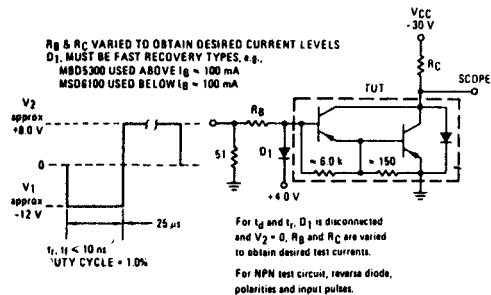 VCC
-30 V
RB & RC VARIED TO OBTAIN DESIRED CURRENT LEVELS
D1, MUST BE FAST RECOVERY TYPES, e.g.,
MBD5300 USED ABOVE IB ≈ 100 mA
MSD6100 USED BELOW IB ≈ 100 mA
RC
SCOPE
TUT
V2
approx
+8.0 V
RB
51
D1
≈ 6.0 k
≈ 150
0
V1
approx
-12 V
+4.0 V
25 µs
tr, tf < 10 ns
UTY CYCLE = 1.0%
For td and tr, D1 is disconnected
and V2 = 0, RB and RC are varied
to obtain desired test currents.
For NPN test circuit, reverse diode,
polarities and input pulses.